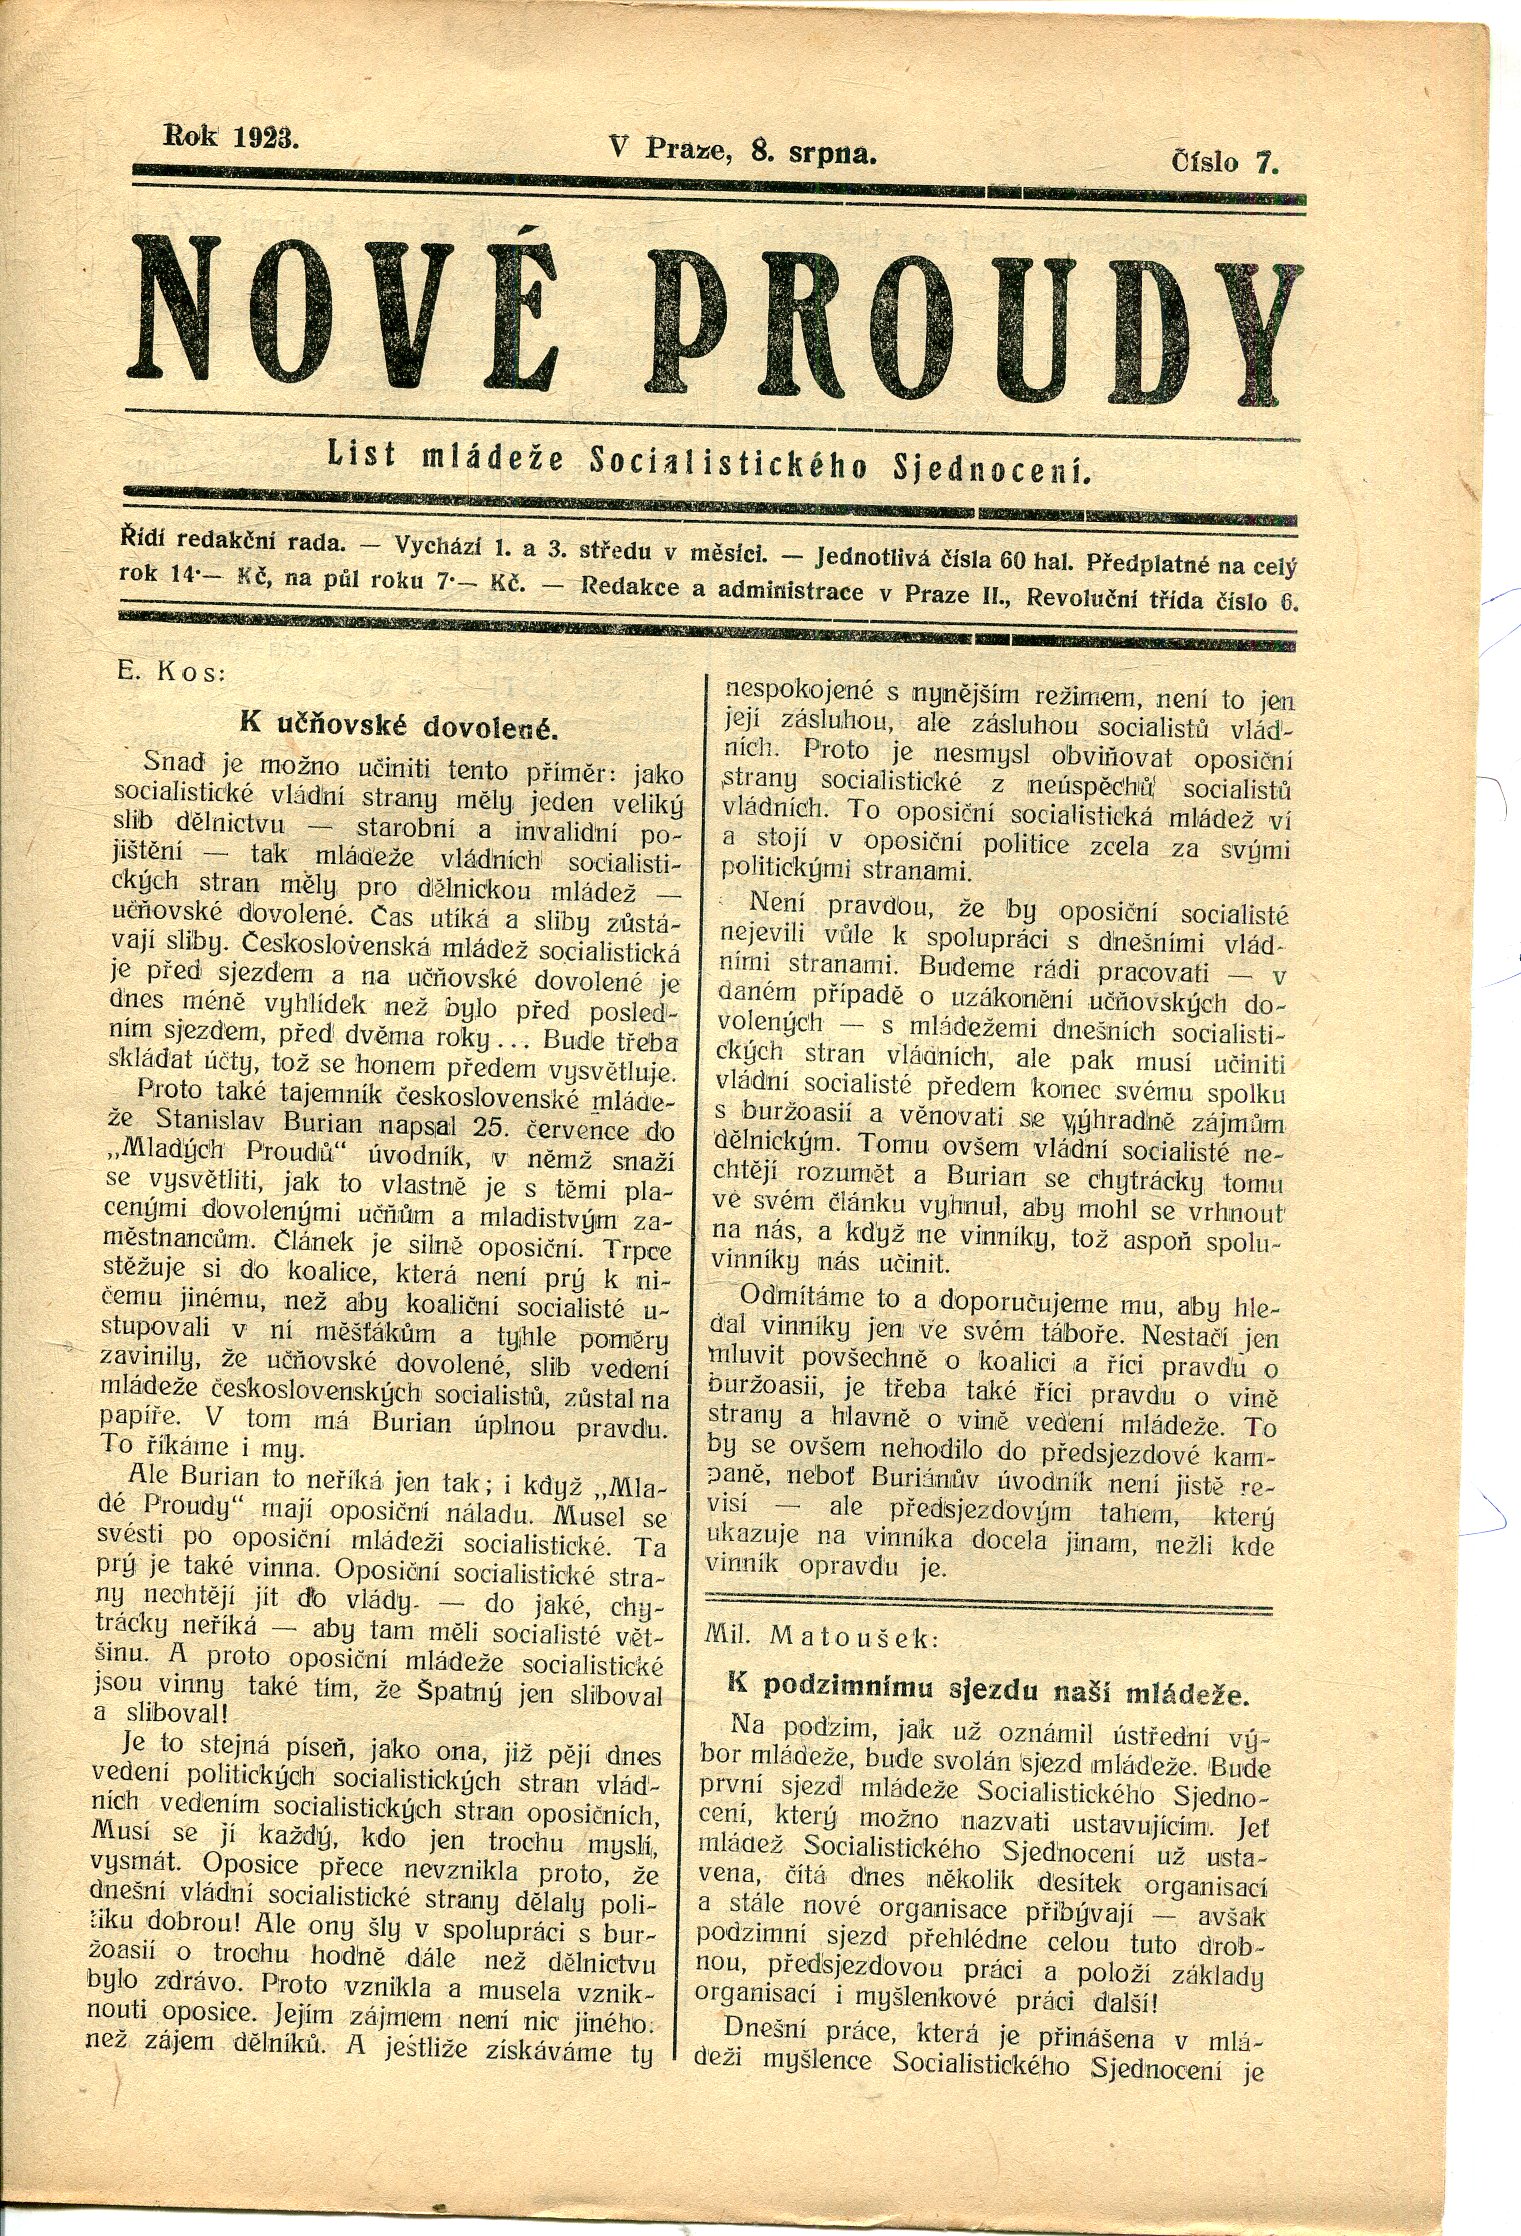 Rok 1923.
V Praze, 8. srpna.
Číslo 7.
NOVÉ PROUDY
List mládeže Socialistického Sjednocení.
Řídí redakční rada. — Vychází 1. a 3. středu v měsíci. — Jednotlivá čísla 60 hal. Předplatné na celý
rok 14·— Kč, na půl roku 7·— Kč. — Redakce a administrace v Praze II., Revoluční třída číslo 6.
E. Kos:
K učňovské dovolené.
Snad je možno učiniti tento příměr: jako
socialistické vládní strany měly jeden veliký
slib dělnictvu — starobní a invalidní po-
jištění — tak mládeže vládních socialisti-
ckých stran měly pro dělnickou mládež —
učňovské dovolené. Čas utíká a sliby zůstá-
vají sliby. Československá mládež socialistická
je před sjezdem a na učňovské dovolené je
dnes méně vyhlídek než bylo před posled-
ním sjezdem, před dvěma roky... Bude třeba
skládat účty, tož se honem předem vysvětluje.
Proto také tajemník československé mláde-
že Stanislav Burian napsal 25. července do
„Mladých Proudů“ úvodník, v němž snaží
se vysvětliti, jak to vlastně je s těmi pla-
cenými dovolenými učňům a mladistvým za-
městnancům. Článek je silně oposiční. Trpce
stěžuje si do koalice, která není prý k ni-
čemu jinému, než aby koaliční socialisté u-
stupovali v ní měšťákům a tyhle poměry
zavinily, že učňovské dovolené, slib vedení
mládeže československých socialistů, zůstal na
papíře. V tom má Burian úplnou pravdu.
To říkáme i my.
Ale Burian to neříká jen tak; i když „Mla-
dé Proudy“ mají oposiční náladu. Musel se
svésti po oposiční mládeži socialistické. Ta
prý je také vinna. Oposiční socialistické stra-
ny nechtějí jít do vlády. — do jaké, chy-
trácky neříká — aby tam měli socialisté vět-
šinu. A proto oposiční mládeže socialistické
jsou vinny také tím, že Špatný jen sliboval
a sliboval!
Je to stejná píseň, jako ona, již pějí dnes
vedení politických socialistických stran vlád-
ních vedením socialistických stran oposičních,
Musí se jí každý, kdo jen trochu myslí,
vysmát. Oposice přece nevznikla proto, že
dnešní vládní socialistické strany dělaly poli-
tiku dobrou! Ale ony šly v spolupráci s bur-
žoasií o trochu hodně dále než dělnictvu
bylo zdrávo. Proto vznikla a musela vznik-
nouti oposice. Jejím zájmem není nic jiného.
než zájem dělníků. A jestliže získáváme ty
nespokojené s nynějším režimem, není to jen
její zásluhou, ale zásluhou socialistů vlád-
ních. Proto je nesmysl obviňovat oposiční
strany socialistické z neúspěchů socialistů
vládních. To oposiční socialistická mládež ví
a stojí v oposiční politice zcela za svými
politickými stranami.
Není pravdou, že by oposiční socialisté
nejevili vůle k spolupráci s dnešními vlád-
ními stranami. Budeme rádi pracovati — v
daném případě o uzákonění učňovských do-
volených — s mládežemi dnešních socialisti-
ckých stran vládních, ale pak musí učiniti
vládní socialisté předem konec svému spolku
s buržoasií a věnovati se výhradně zájmům
dělnickým. Tomu ovšem vládní socialisté ne-
chtějí rozumět a Burian se chytrácky tomu
ve svém článku vyhnul, aby mohl se vrhnout
na nás, a když ne vinníky, tož aspoň spolu-
vinníky nás učinit.
Odmítáme to a doporučujeme mu, aby hle-
dal vinníky jen ve svém táboře. Nestačí jen
mluvit povšechně o koalici a říci pravdu o
buržoasii, je třeba také říci pravdu o vině
strany a hlavně o vině vedení mládeže. To
by se ovšem nehodilo do předsjezdové kam-
paně, neboť Buriánův úvodník není jistě re-
visí — ale předsjezdovým tahem, který
ukazuje na vinníka docela jinam, nežli kde
vinník opravdu je.
Mil. Matoušek:
K podzimnímu sjezdu naší mládeže.
Na podzim, jak už oznámil ústřední vý-
bor mládeže, bude svolán sjezd mládeže. Bude
první sjezd mládeže Socialistického Sjedno-
cení, který možno nazvati ustavujícím. Jeť
mládež Socialistického Sjednocení už usta-
vena, čítá dnes několik desítek organisací
a stále nové organisace přibývají — avšak
podzimní sjezd přehlédne celou tuto drob-
nou, předsjezdovou práci a položí základy
organisací i myšlenkové práci další!
Dnešní práce, která je přinášena v mlá-
deži myšlence Socialistického Sjednocení je